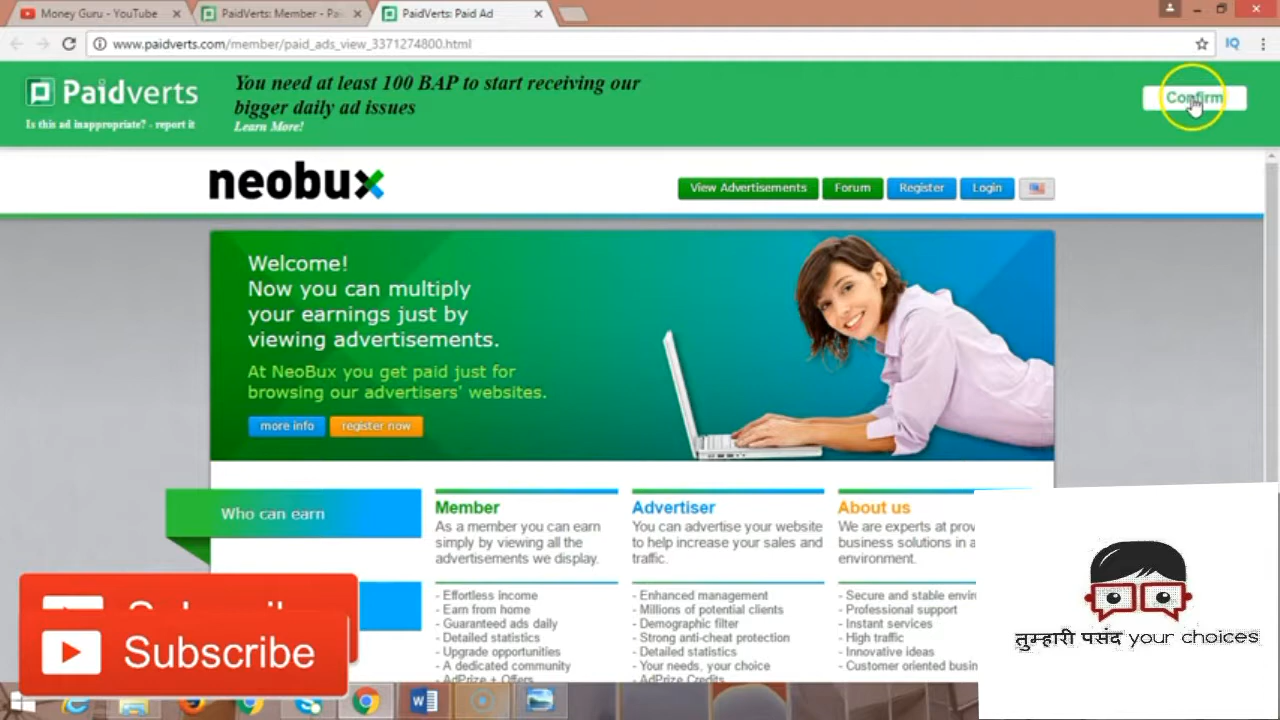 Money Guru - YouTube
PaidVerts: Member - Pai
PaidVerts: Paid Ad
www.paidverts.com/member/paid_ads_view_3371274800.html
IQ
Paidverts
Is this ad inappropriate? - report it
You need at least 100 BAP to start receiving our
bigger daily ad issues
Learn More!
Confirm
neobux
View Advertisements
Forum
Register
Login
Welcome!
Now you can multiply
your earnings just by
viewing advertisements.
At NeoBux you get paid just for
browsing our advertisers' websites.
more info
register now
Who can earn
Member
As a member you can earn
simply by viewing all the
advertisements we display.
- Effortless income
- Earn from home
- Guaranteed ads daily
- Detailed statistics
- Upgrade opportunities
- A dedicated community
- AdPrize + Offers
Advertiser
You can advertise your website
to help increase your sales and
traffic.
- Enhanced management
- Millions of potential clients
- Demographic filter
- Strong anti-cheat protection
- Detailed statistics
- Your needs, your choice
- AdPrize Credits
About us
We are experts at prov
business solutions in a
environment.
- Secure and stable envir
- Professional support
- Instant services
- High traffic
- Innovative ideas
- Customer oriented busin
Subscribe
तुम्हारी पसंद your choices